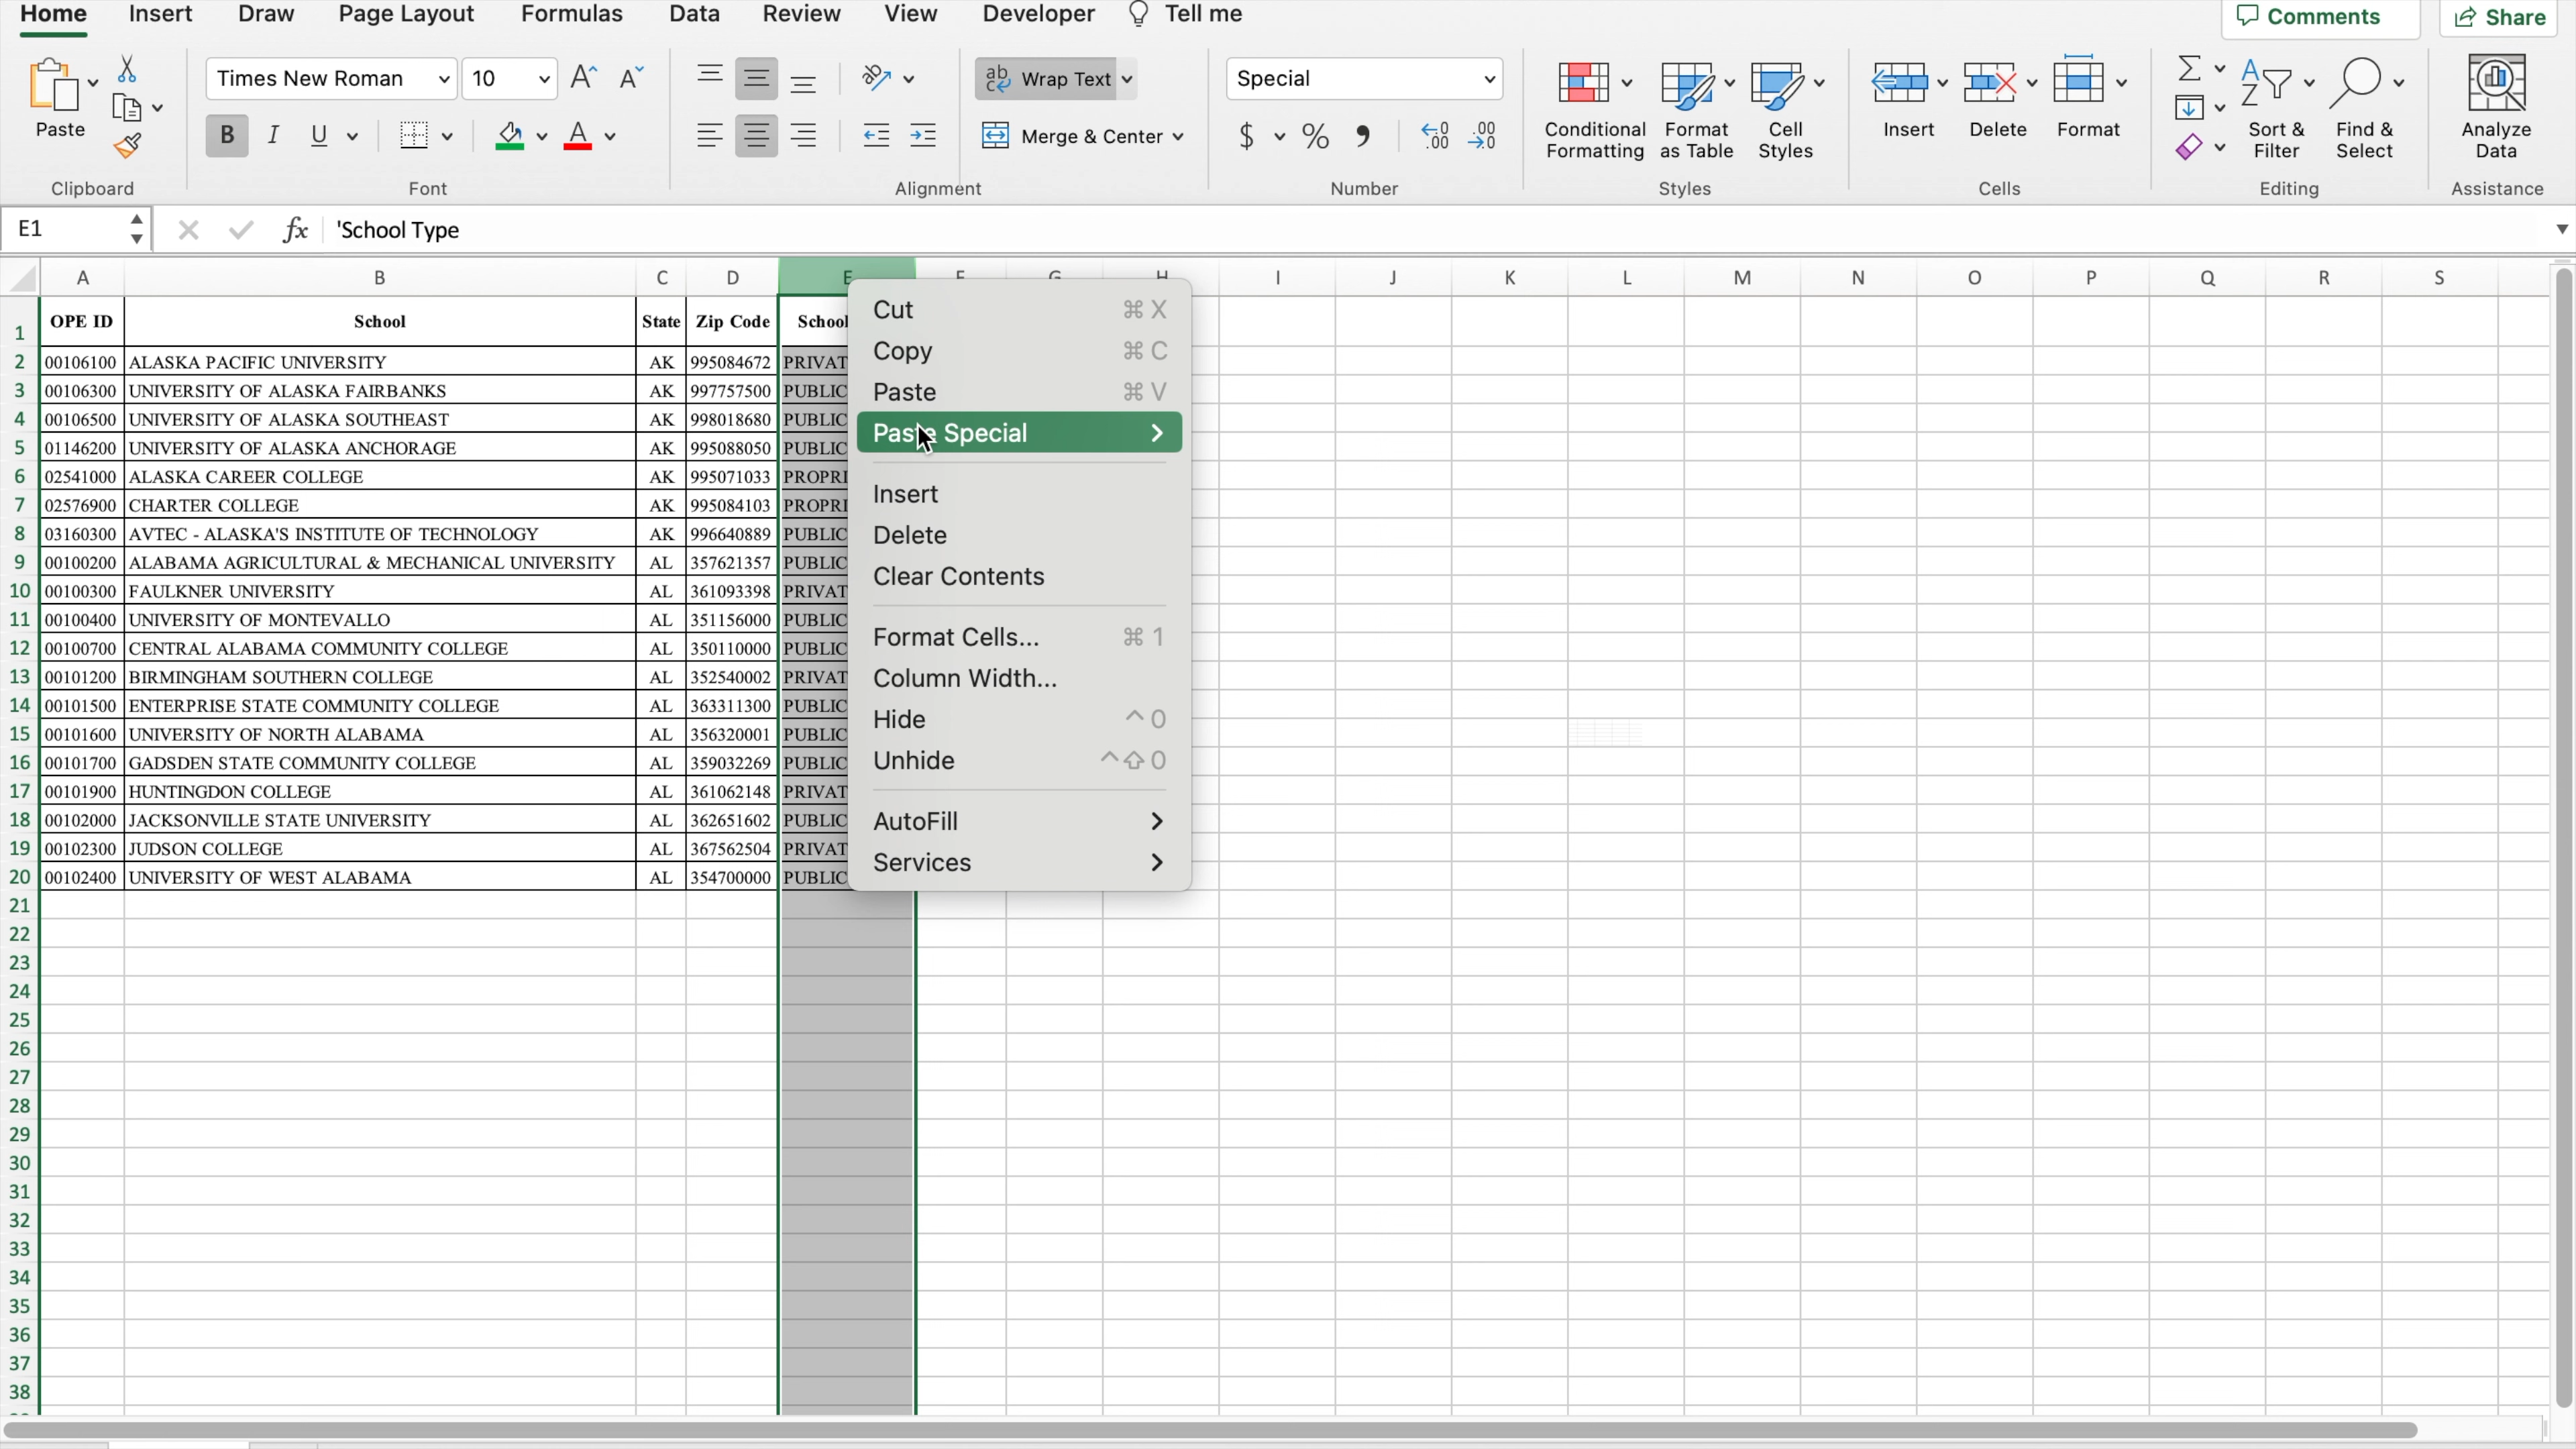 Home Insert Draw Page Layout Formulas Data Review View Developer Tell me Comments Share
Paste Times New Roman 10 Wrap Text Special Conditional Formatting Format as Table Cell Styles Insert Delete Format Sort & Filter Find & Select Analyze Data
B I U A Merge & Center $ % 9
Clipboard Font Alignment Number Styles Cells Editing Assistance
E1 fx 'School Type
A B C D E F G H I J K L M N O P Q R S
1 OPE ID School State Zip Code School
2 00106100 ALASKA PACIFIC UNIVERSITY AK 995084672 PRIVAT
3 00106300 UNIVERSITY OF ALASKA FAIRBANKS AK 997757500 PUBLIC
4 00106500 UNIVERSITY OF ALASKA SOUTHEAST AK 998018680 PUBLIC
5 01146200 UNIVERSITY OF ALASKA ANCHORAGE AK 995088050 PUBLIC
6 02541000 ALASKA CAREER COLLEGE AK 995071033 PROPRI
7 02576900 CHARTER COLLEGE AK 995084103 PROPRI
8 03160300 AVTEC - ALASKA'S INSTITUTE OF TECHNOLOGY AK 996640889 PUBLIC
9 00100200 ALABAMA AGRICULTURAL & MECHANICAL UNIVERSITY AL 357621357 PUBLIC
10 00100300 FAULKNER UNIVERSITY AL 361093398 PRIVAT
11 00100400 UNIVERSITY OF MONTEVALLO AL 351156000 PUBLIC
12 00100700 CENTRAL ALABAMA COMMUNITY COLLEGE AL 350110000 PUBLIC
13 00101200 BIRMINGHAM SOUTHERN COLLEGE AL 352540002 PRIVAT
14 00101500 ENTERPRISE STATE COMMUNITY COLLEGE AL 363311300 PUBLIC
15 00101600 UNIVERSITY OF NORTH ALABAMA AL 356320001 PUBLIC
16 00101700 GADSDEN STATE COMMUNITY COLLEGE AL 359032269 PUBLIC
17 00101900 HUNTINGDON COLLEGE AL 361062148 PRIVAT
18 00102000 JACKSONVILLE STATE UNIVERSITY AL 362651602 PUBLIC
19 00102300 JUDSON COLLEGE AL 367562504 PRIVAT
20 00102400 UNIVERSITY OF WEST ALABAMA AL 354700000 PUBLIC
21
22
23
24
25
26
27
28
29
30
31
32
33
34
35
36
37
38
Cut ⌘ X
Copy ⌘ C
Paste ⌘ V
Paste Special
Insert
Delete
Clear Contents
Format Cells... ⌘ 1
Column Width...
Hide ^ 0
Unhide ^⇧ 0
AutoFill
Services